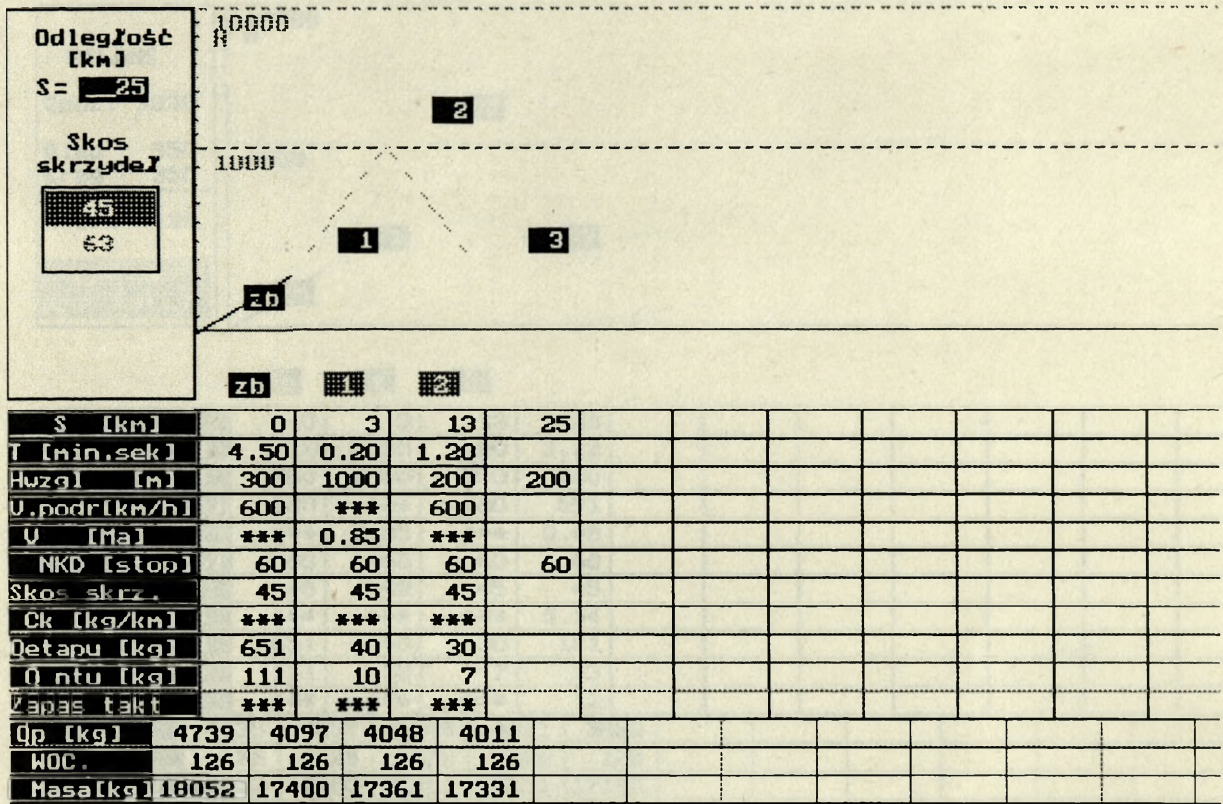 Odległość
[km]
S= __25
Skos
skrzydeł
45
63
10000
1000
2
1
3
zb
zb 1 2
S [km] 0 3 13 25
T [min.sek] 4.50 0.20 1.20
Hwzgl [m] 300 1000 200 200
V.podr[km/h] 600 *** 600
V [Ma] *** 0.85 ***
NKD [stop] 60 60 60 60
Skos skrz. 45 45 45
Ck [kg/km] *** *** ***
Qetapu [kg] 651 40 30
Q ntu [kg] 111 10 7
Zapas takt *** *** ***
Qp [kg] 4739 4097 4048 4011
WOC. 126 126 126 126
Masa[kg] 18052 17400 17361 17331